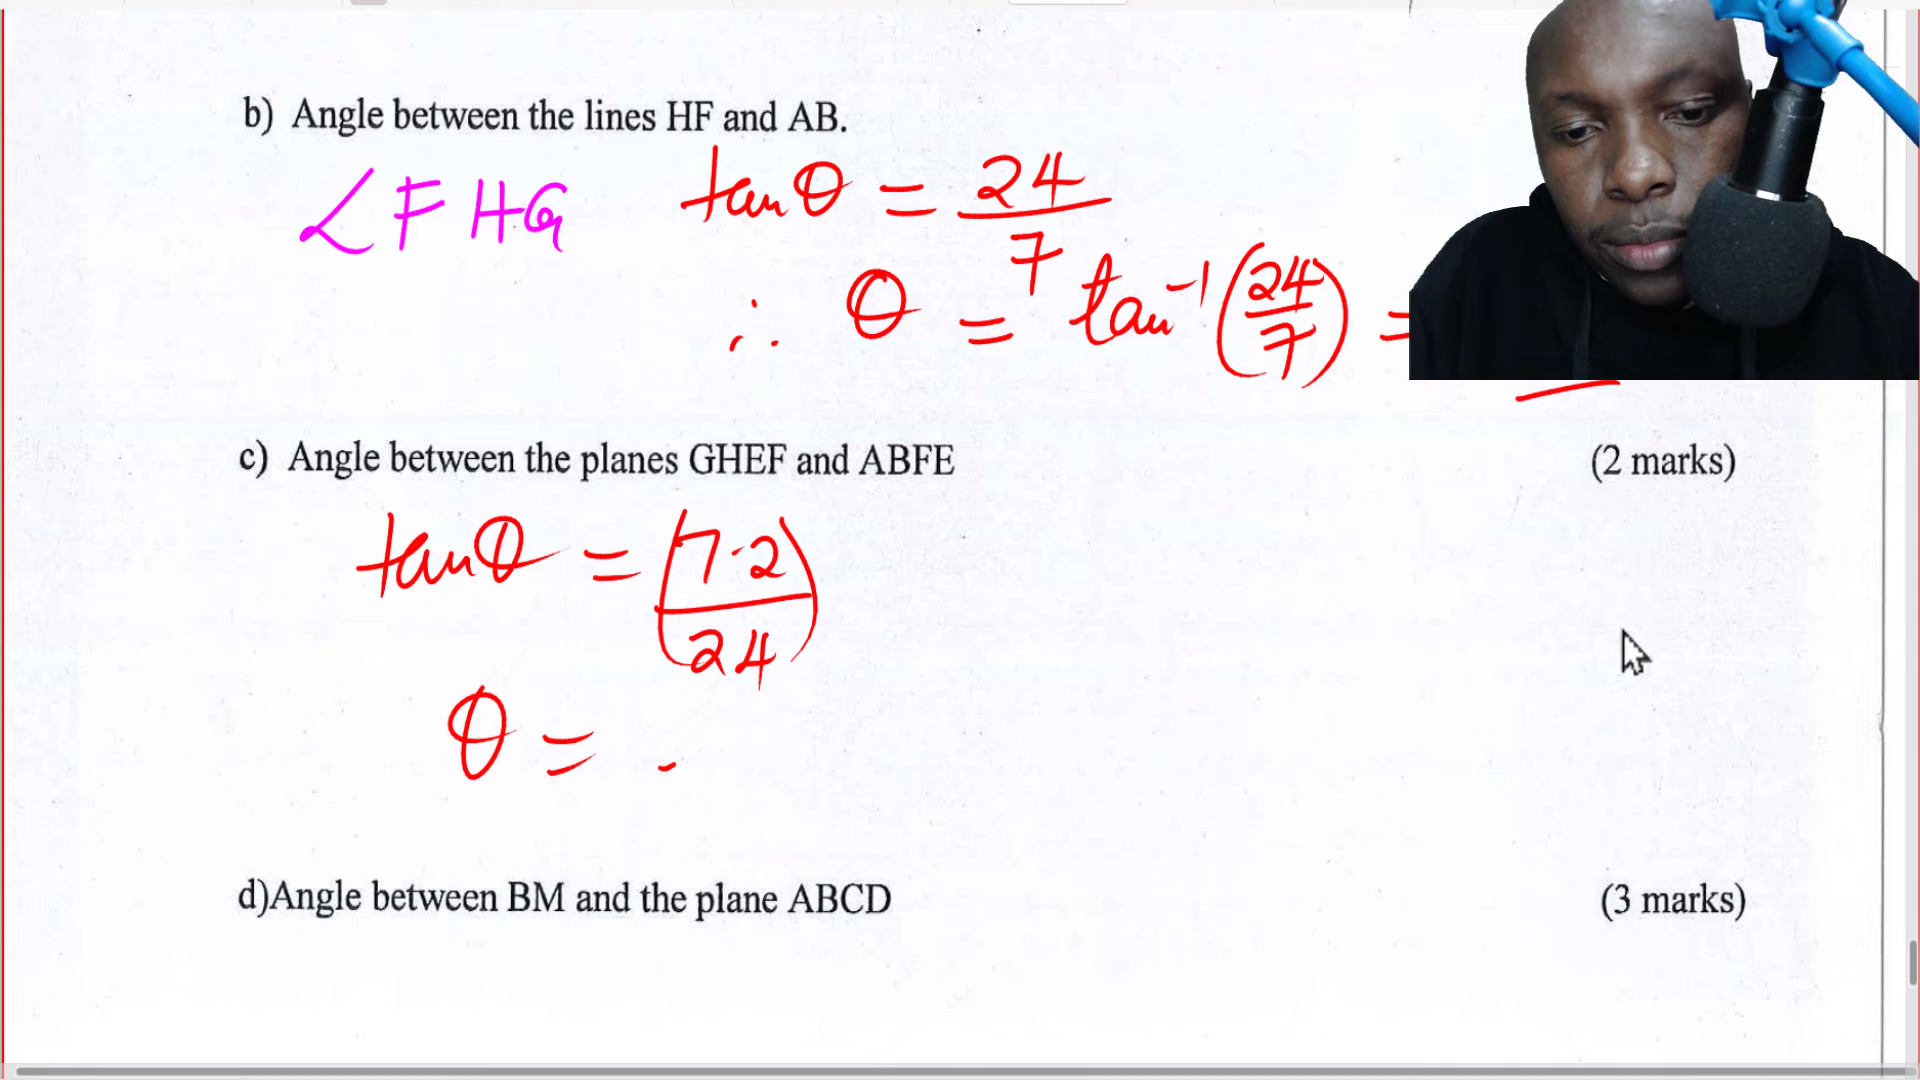 b) Angle between the lines HF and AB.
∠FHG
tanθ = 24/7
∴ θ = tan⁻¹(24/7) =
c) Angle between the planes GHEF and ABFE (2 marks)
tanθ = (7.2/24)
θ =
d)Angle between BM and the plane ABCD (3 marks)